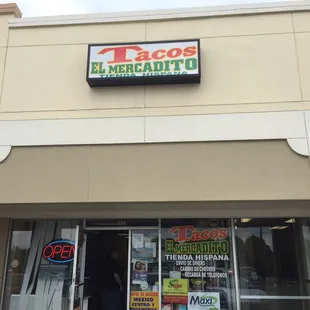 Tacos
EL MERCADITO
TIENDA HISPANA
OPEN
Tacos
EL MERCADITO
TIENDA HISPANA
ENVIO DE DINERO
CAMBIO DE CHEQUES
RECARGA DE TELEFONOS
MEXICO
CENTRO Y
Maxi